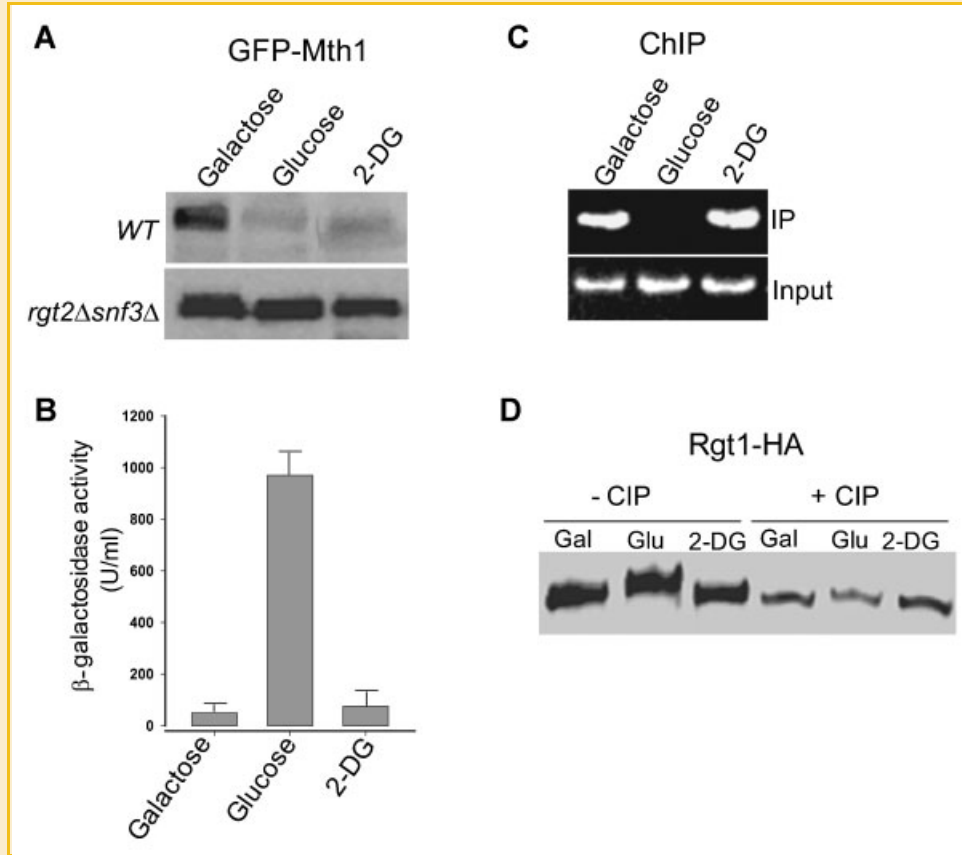 A
GFP-Mth1
Galactose
Glucose
2-DG
WT
rgt2Δsnf3Δ
B
β-galactosidase activity
(U/ml)
1200
1000
800
600
400
200
0
Galactose
Glucose
2-DG
C
ChIP
Galactose
Glucose
2-DG
IP
Input
D
Rgt1-HA
- CIP + CIP
Gal Glu 2-DG Gal Glu 2-DG